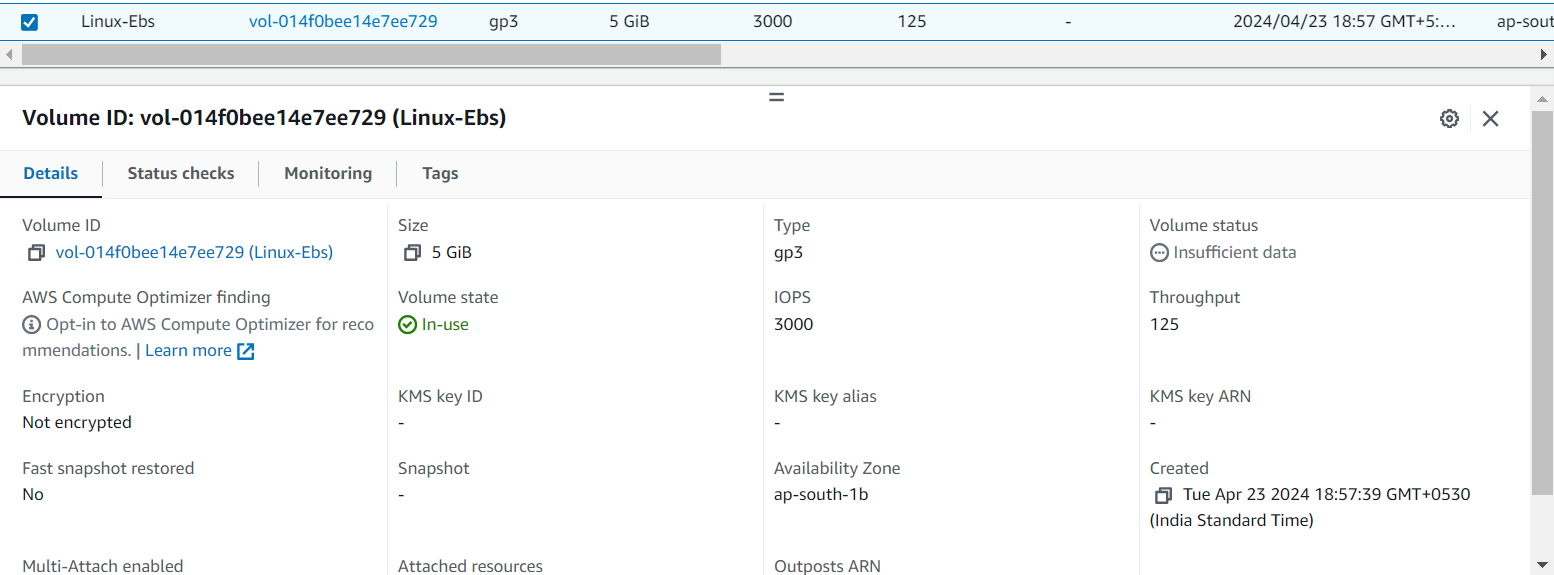 Linux-Ebs vol-014f0bee14e7ee729 gp3 5 GiB 3000 125 - 2024/04/23 18:57 GMT+5:... ap-sout
Volume ID: vol-014f0bee14e7ee729 (Linux-Ebs)
Details Status checks Monitoring Tags
Volume ID Size Type Volume status
vol-014f0bee14e7ee729 (Linux-Ebs) 5 GiB gp3 Insufficient data
AWS Compute Optimizer finding Volume state IOPS Throughput
Opt-in to AWS Compute Optimizer for reco In-use 3000 125
mmendations. | Learn more
Encryption KMS key ID KMS key alias KMS key ARN
Not encrypted - - -
Fast snapshot restored Snapshot Availability Zone Created
No - ap-south-1b Tue Apr 23 2024 18:57:39 GMT+0530
(India Standard Time)
Multi-Attach enabled Attached resources Outposts ARN